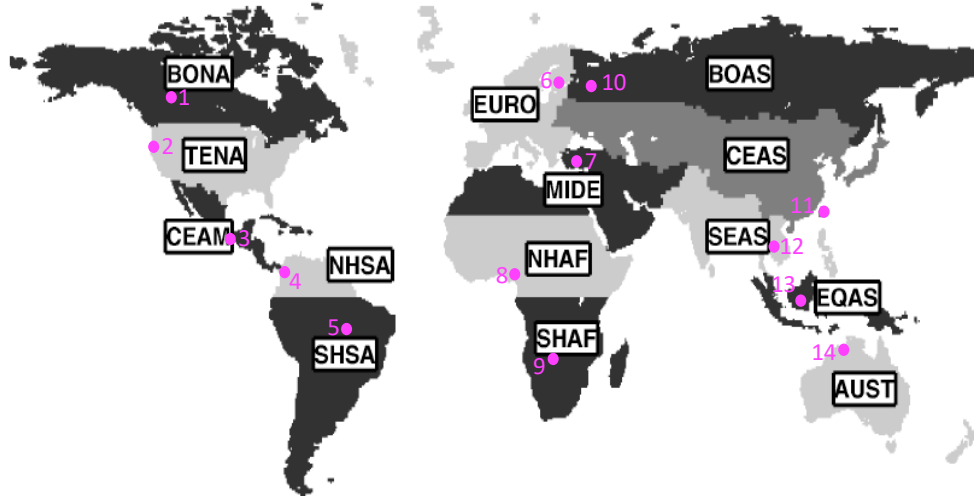 BONA
1
2
TENA
CEAM
3
NHSA
4
5
SHSA
EURO
6
10
BOAS
7
MIDE
CEAS
11
SEAS
12
8
NHAF
13
EQAS
SHAF
9
14
AUST